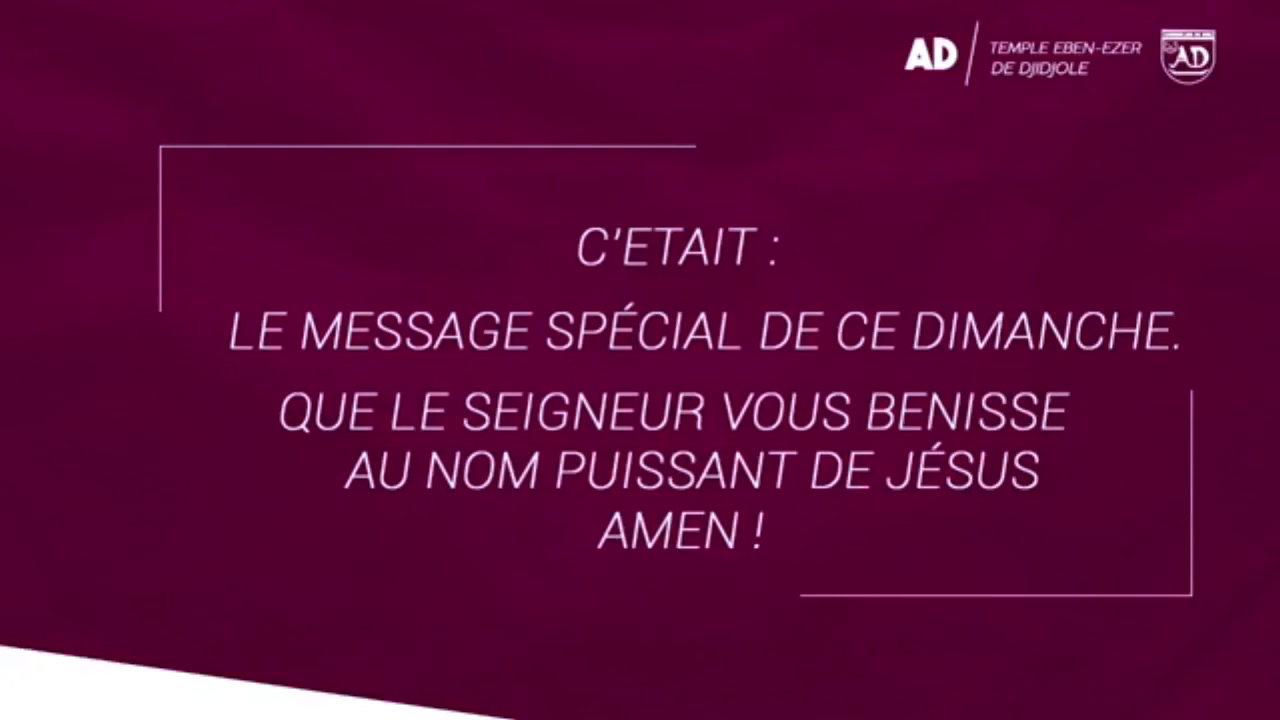 AD
TEMPLE EBEN-EZER
DE DJIDJOLE
AD
C'ETAIT :
LE MESSAGE SPÉCIAL DE CE DIMANCHE.
QUE LE SEIGNEUR VOUS BENISSE
AU NOM PUISSANT DE JÉSUS
AMEN !